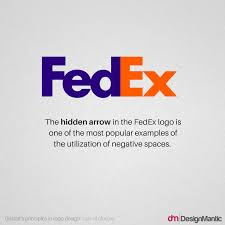 FedEx
The hidden arrow in the FedEx logo is
one of the most popular examples of
the utilization of negative spaces.
DesignMantic